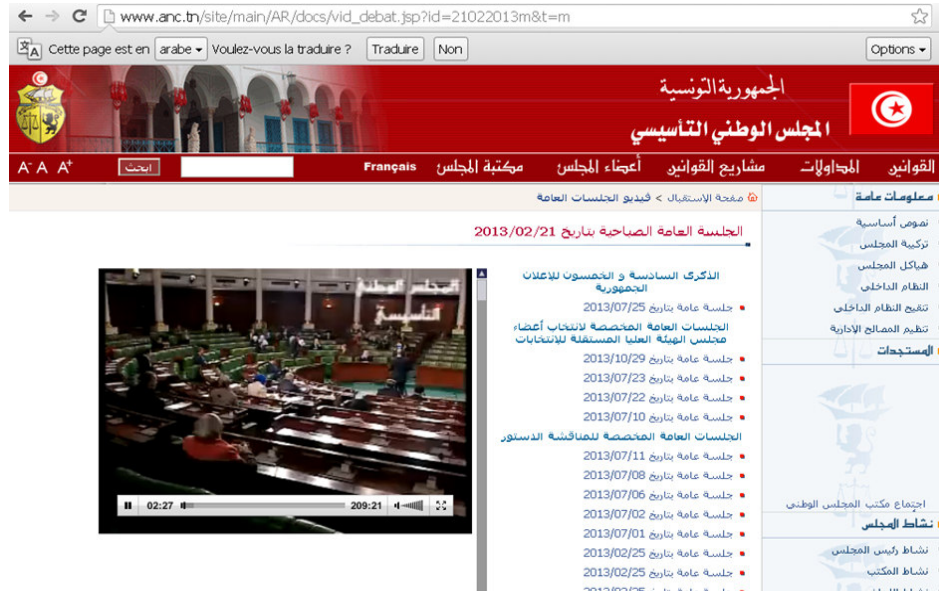 www.anc.tn/site/main/AR/docs/vid_debat.jsp?id=21022013m&t=m
Cette page est en arabe Voulez-vous la traduire ? Traduire Non Options
الجمهورية التونسية
المجلس الوطني التأسيسي
القوانين المداولات مشاريع القوانين أعضاء المجلس مكتبة المجلس Français ابحث A- A A+
معلومات عامة
نصوص أساسية
تركيبة المجلس
هياكل المجلس
النظام الداخلي
تنقيح النظام الداخلي
تنظيم المصالح الإدارية
المستجدات
اجتماع مكتب المجلس الوطني
نشاط المجلس
نشاط رئيس المجلس
نشاط المكتب
صفحة الإستقبال > فيديو الجلسات العامة
الجلسة العامة الصباحية بتاريخ 2013/02/21
الذكرى السادسة و الخمسون للإعلان
الجمهورية
جلسة عامة بتاريخ 2013/07/25
الجلسات العامة المخصصة لانتخاب أعضاء
مجلس الهيئة العليا المستقلة للإنتخابات
جلسة عامة بتاريخ 2013/10/29
جلسة عامة بتاريخ 2013/07/23
جلسة عامة بتاريخ 2013/07/22
جلسة عامة بتاريخ 2013/07/10
الجلسات العامة المخصصة للمناقشة الدستور
جلسة عامة بتاريخ 2013/07/11
جلسة عامة بتاريخ 2013/07/08
جلسة عامة بتاريخ 2013/07/06
جلسة عامة بتاريخ 2013/07/02
جلسة عامة بتاريخ 2013/07/01
جلسة عامة بتاريخ 2013/02/25
جلسة عامة بتاريخ 2013/02/25
المجلس الوطني
التأسيسي
02:27 209:21